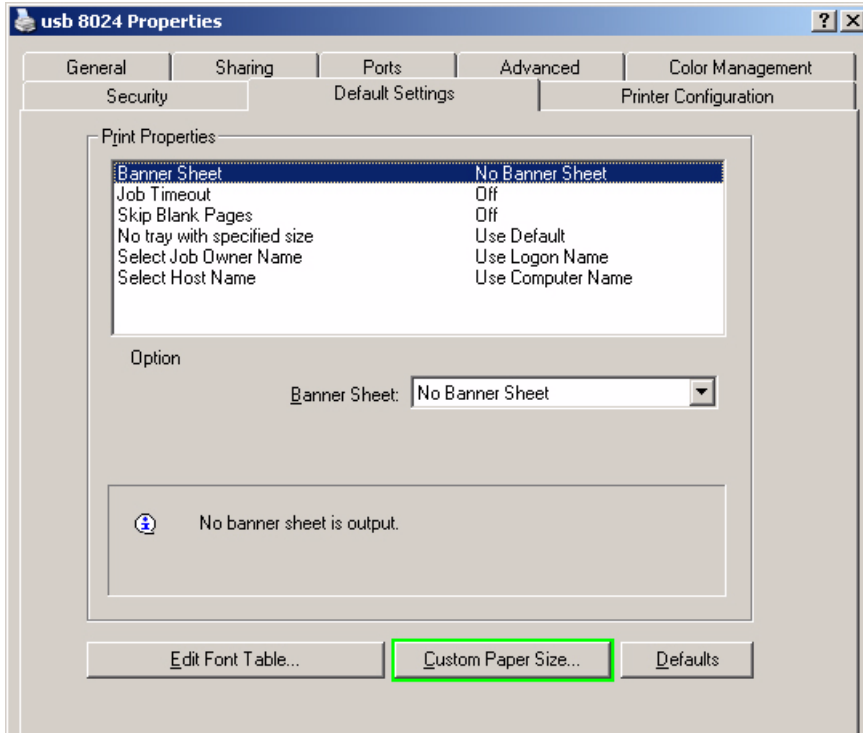 usb 8024 Properties
General Sharing Ports Advanced Color Management
Security Default Settings Printer Configuration
Print Properties
Banner Sheet No Banner Sheet
Job Timeout Off
Skip Blank Pages Off
No tray with specified size Use Default
Select Job Owner Name Use Logon Name
Select Host Name Use Computer Name
Option
Banner Sheet: No Banner Sheet
No banner sheet is output.
Edit Font Table... Custom Paper Size... Defaults